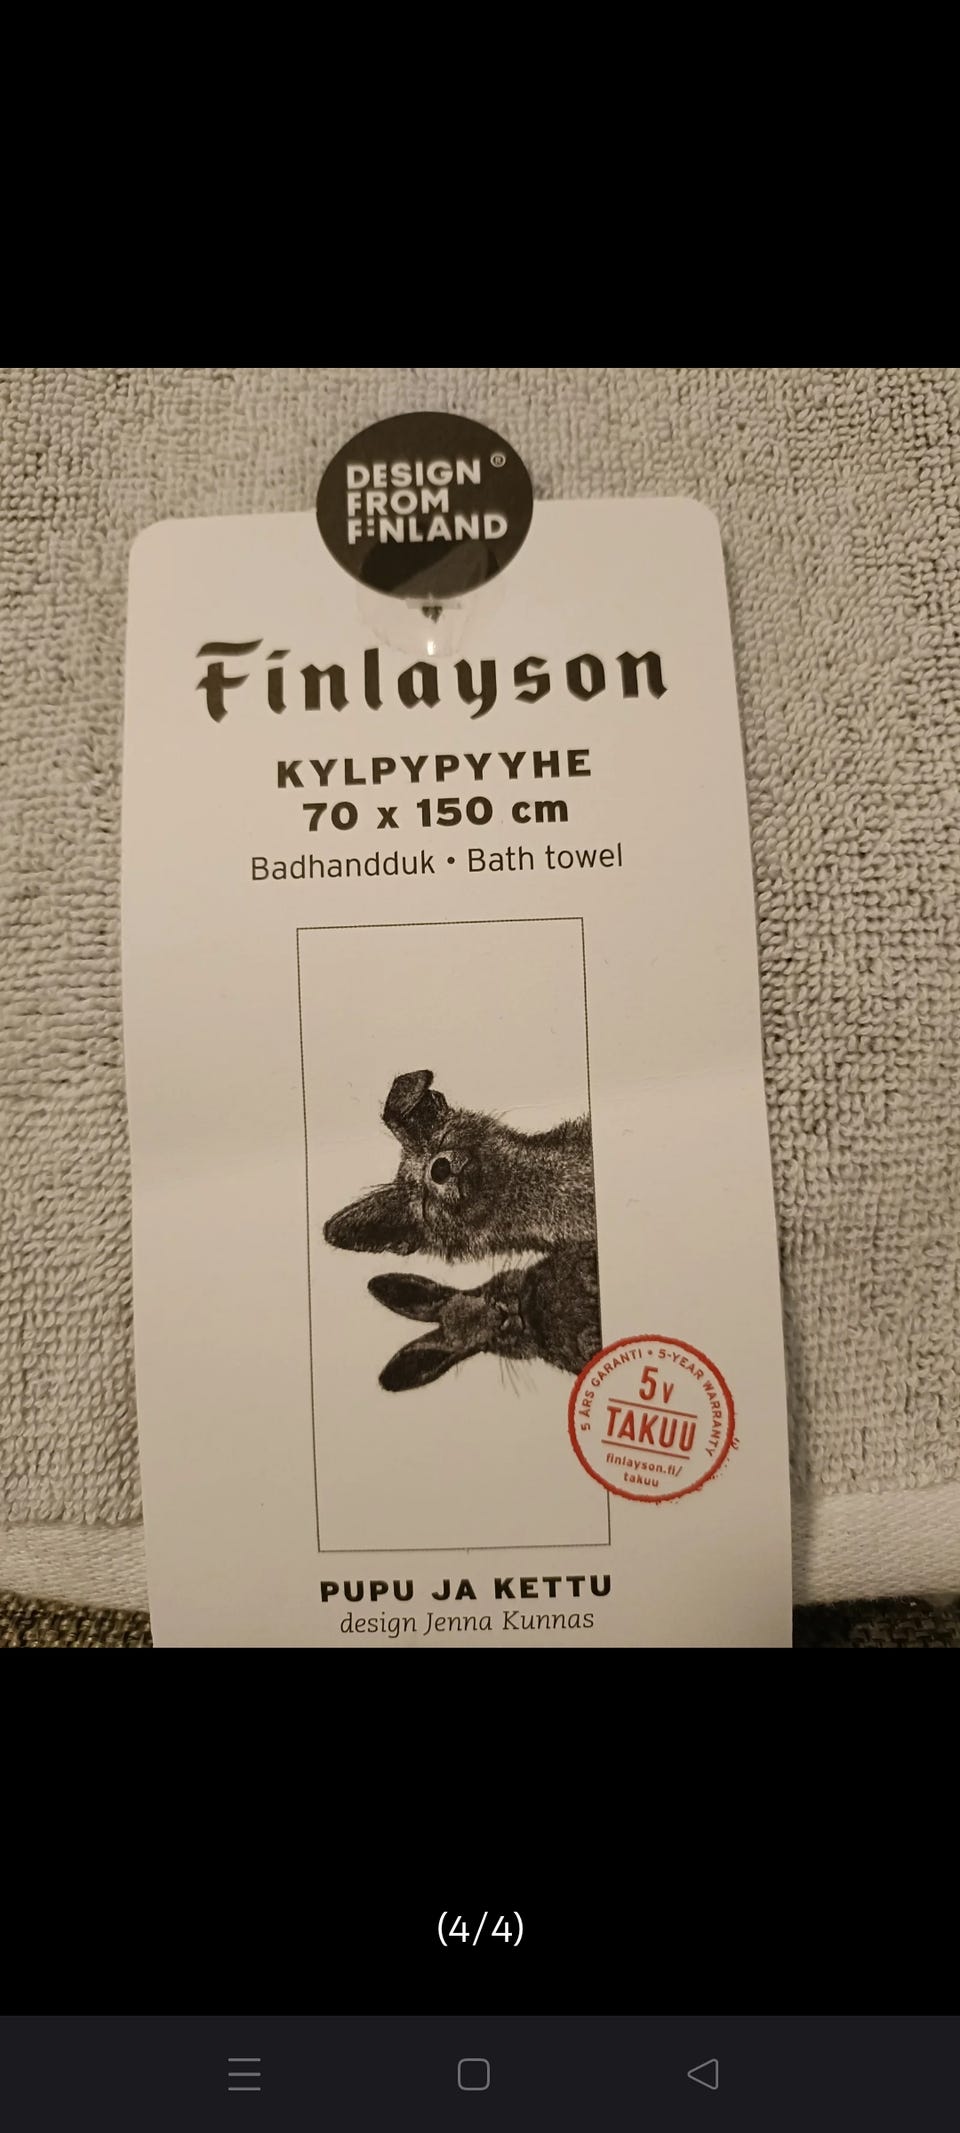 DESIGN ®
FROM
FINLAND
Finlayson
KYLPYPYYHE
70 x 150 cm
Badhandduk • Bath towel
5 ÅRS GARANTI • 5-YEAR WARRANTY
5v
TAKUU
finlayson.fi/
takuu
PUPU JA KETTU
design Jenna Kunnas
(4/4)